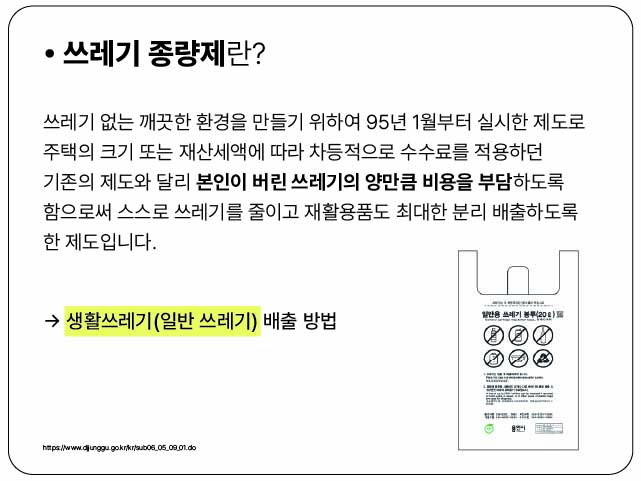 • 쓰레기 종량제란?
쓰레기 없는 깨끗한 환경을 만들기 위하여 95년 1월부터 실시한 제도로
주택의 크기 또는 재산세액에 따라 차등적으로 수수료를 적용하던
기존의 제도와 달리 본인이 버린 쓰레기의 양만큼 비용을 부담하도록
함으로써 스스로 쓰레기를 줄이고 재활용품도 최대한 분리 배출하도록
한 제도입니다.
→ 생활쓰레기(일반 쓰레기) 배출 방법
일반용 쓰레기 봉투(20ℓ)
https://www.djjunggu.go.kr/kr/sub06_05_09_01.do